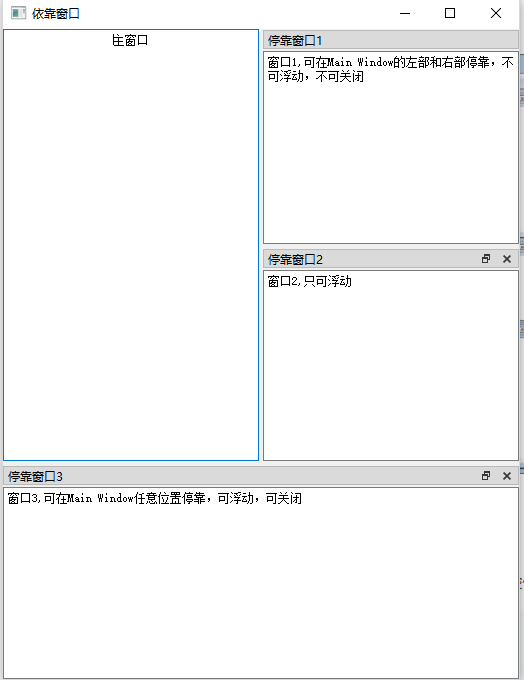 依靠窗口
主窗口
停靠窗口1
窗口1,可在Main Window的左部和右部停靠，不
可浮动，不可关闭
停靠窗口2
窗口2,只可浮动
停靠窗口3
窗口3,可在Main Window任意位置停靠，可浮动，可关闭